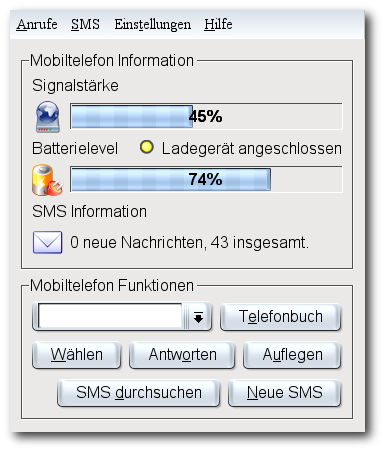 Anrufe SMS Einstellungen Hilfe
Mobiltelefon Information
Signalstärke
45%
Batterielevel Ladegerät angeschlossen
74%
SMS Information
0 neue Nachrichten, 43 insgesamt.
Mobiltelefon Funktionen
Telefonbuch
Wählen Antworten Auflegen
SMS durchsuchen Neue SMS